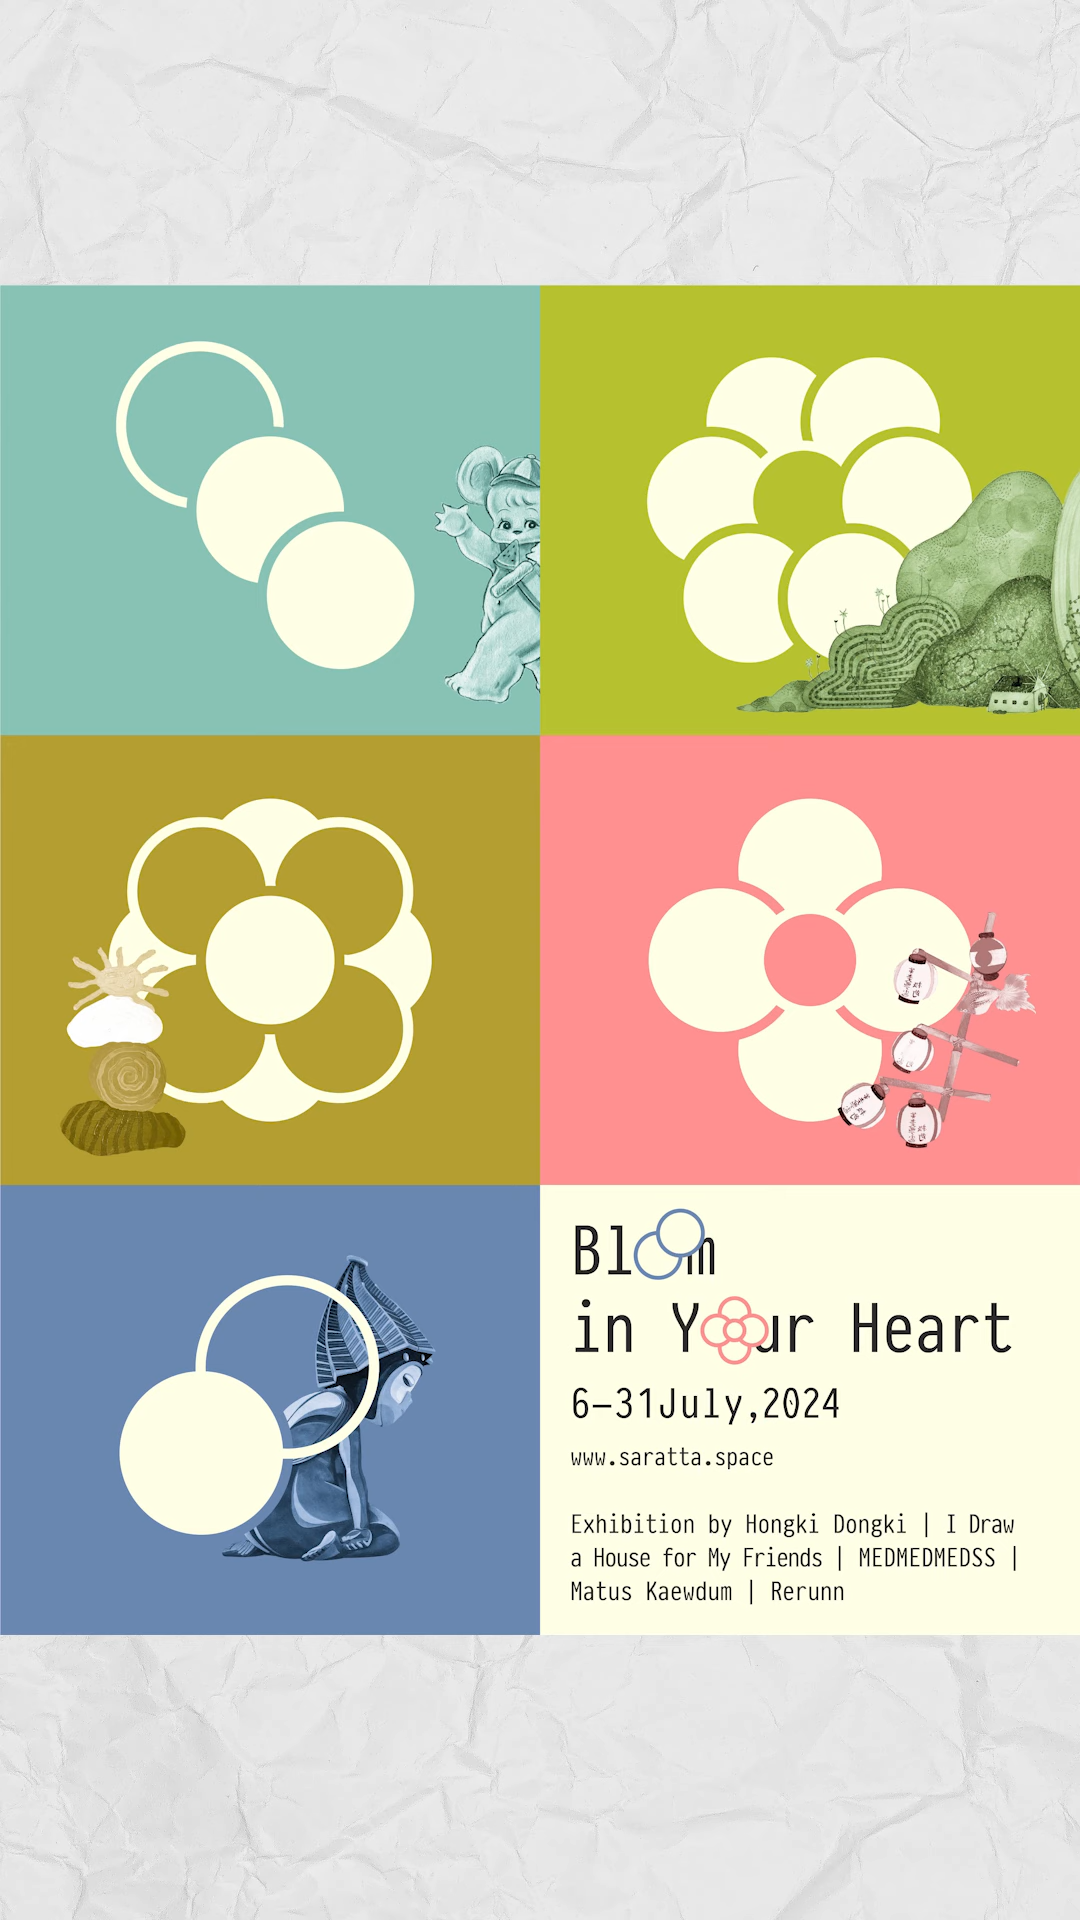 Bloom
in Your Heart
6-31July,2024
www.saratta.space
Exhibition by Hongki Dongki | I Draw
a House for My Friends | MEDMEDMEDSS |
Matus Kaewdum | Rerunn